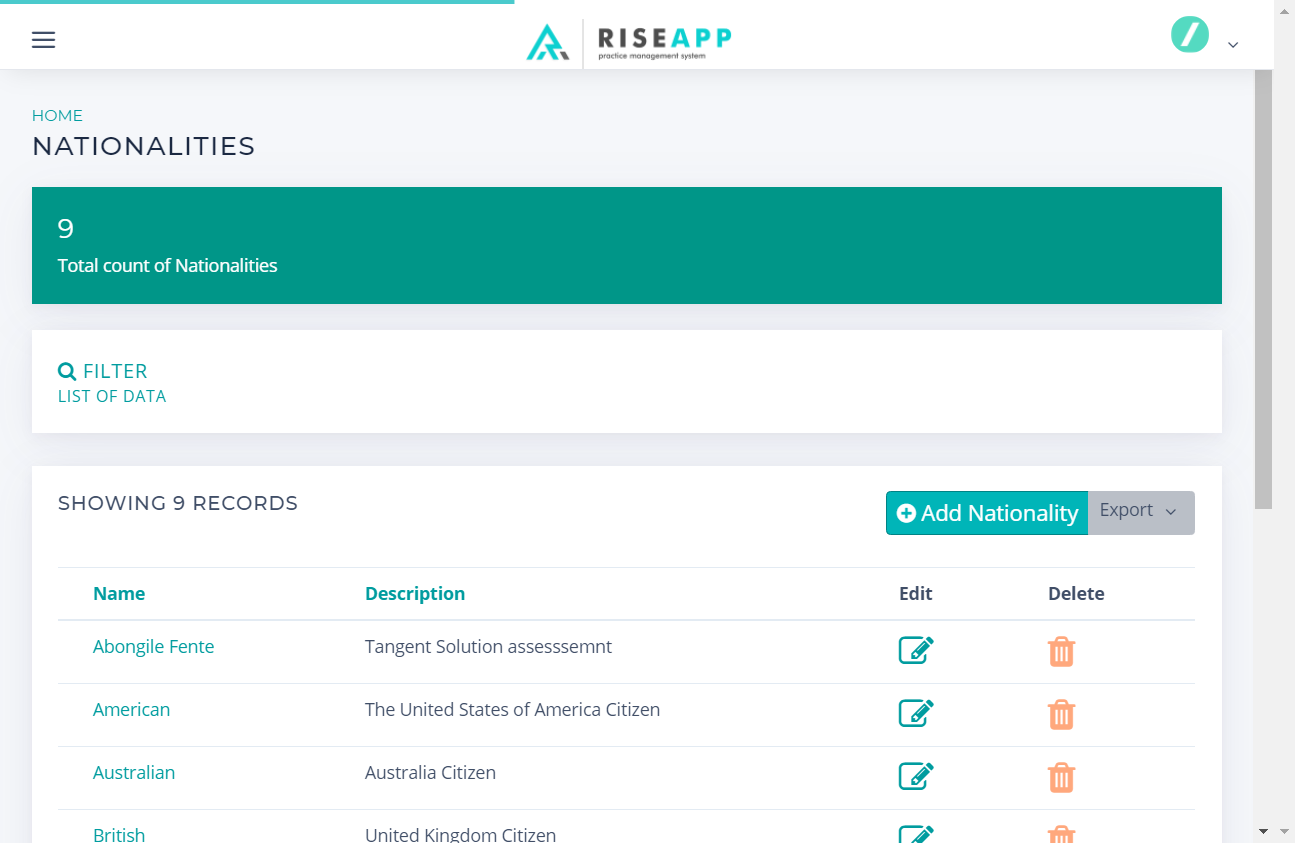 RISEAPP
practice management system
HOME
NATIONALITIES
9
Total count of Nationalities
FILTER
LIST OF DATA
SHOWING 9 RECORDS
Add Nationality Export
Name Description Edit Delete
Abongile Fente Tangent Solution assesssemnt
American The United States of America Citizen
Australian Australia Citizen
British United Kingdom Citizen